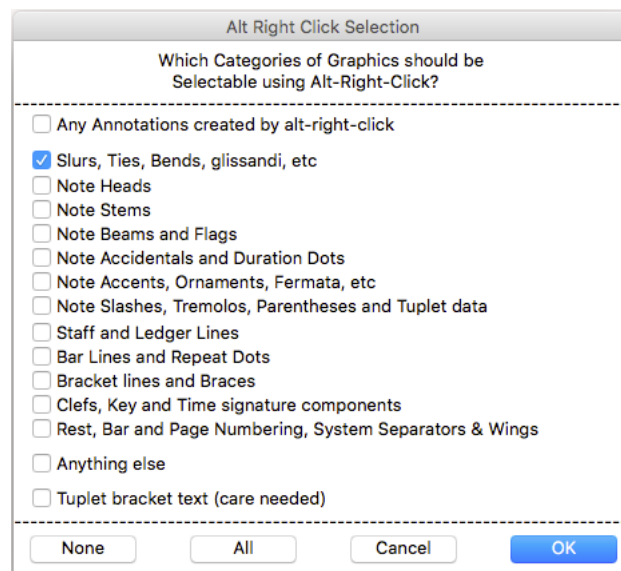 Alt Right Click Selection
Which Categories of Graphics should be
Selectable using Alt-Right-Click?
Any Annotations created by alt-right-click
Slurs, Ties, Bends, glissandi, etc
Note Heads
Note Stems
Note Beams and Flags
Note Accidentals and Duration Dots
Note Accents, Ornaments, Fermata, etc
Note Slashes, Tremolos, Parentheses and Tuplet data
Staff and Ledger Lines
Bar Lines and Repeat Dots
Bracket lines and Braces
Clefs, Key and Time signature components
Rest, Bar and Page Numbering, System Separators & Wings
Anything else
Tuplet bracket text (care needed)
None All Cancel OK